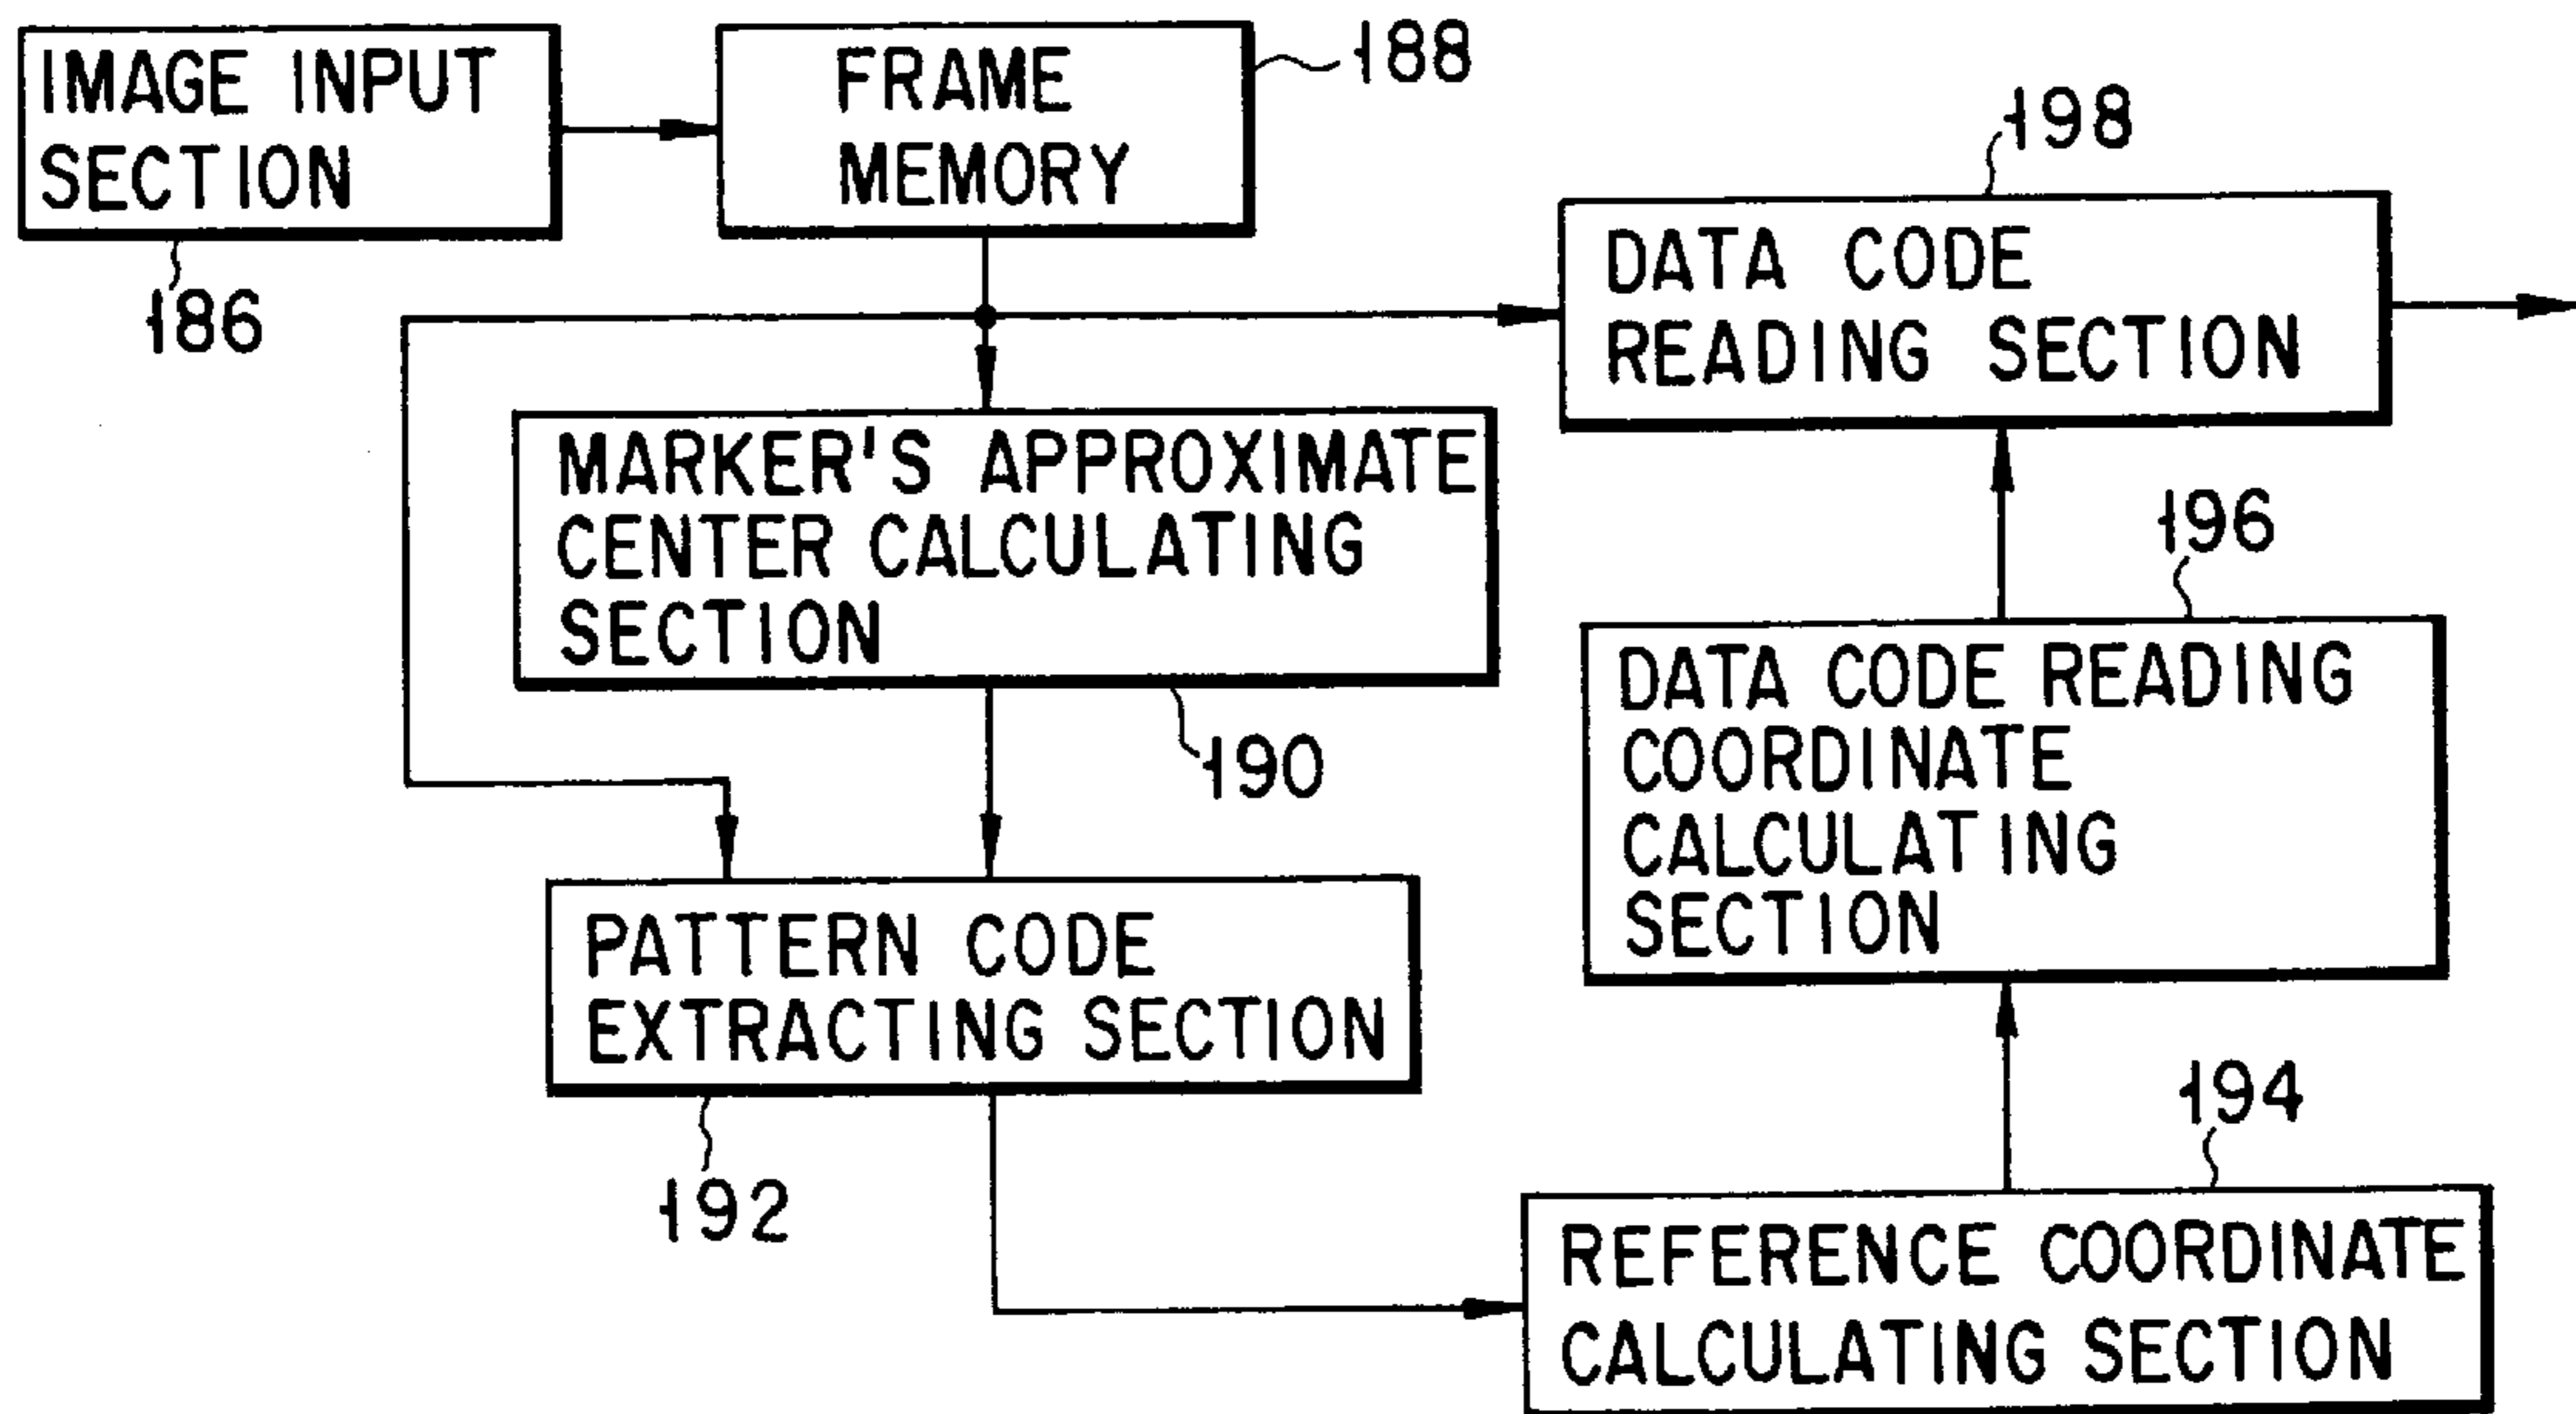 IMAGE INPUT
SECTION
186
FRAME
MEMORY
188
198
DATA CODE
READING SECTION
MARKER'S APPROXIMATE
CENTER CALCULATING
SECTION
190
196
DATA CODE READING
COORDINATE
CALCULATING
SECTION
PATTERN CODE
EXTRACTING SECTION
192
194
REFERENCE COORDINATE
CALCULATING SECTION